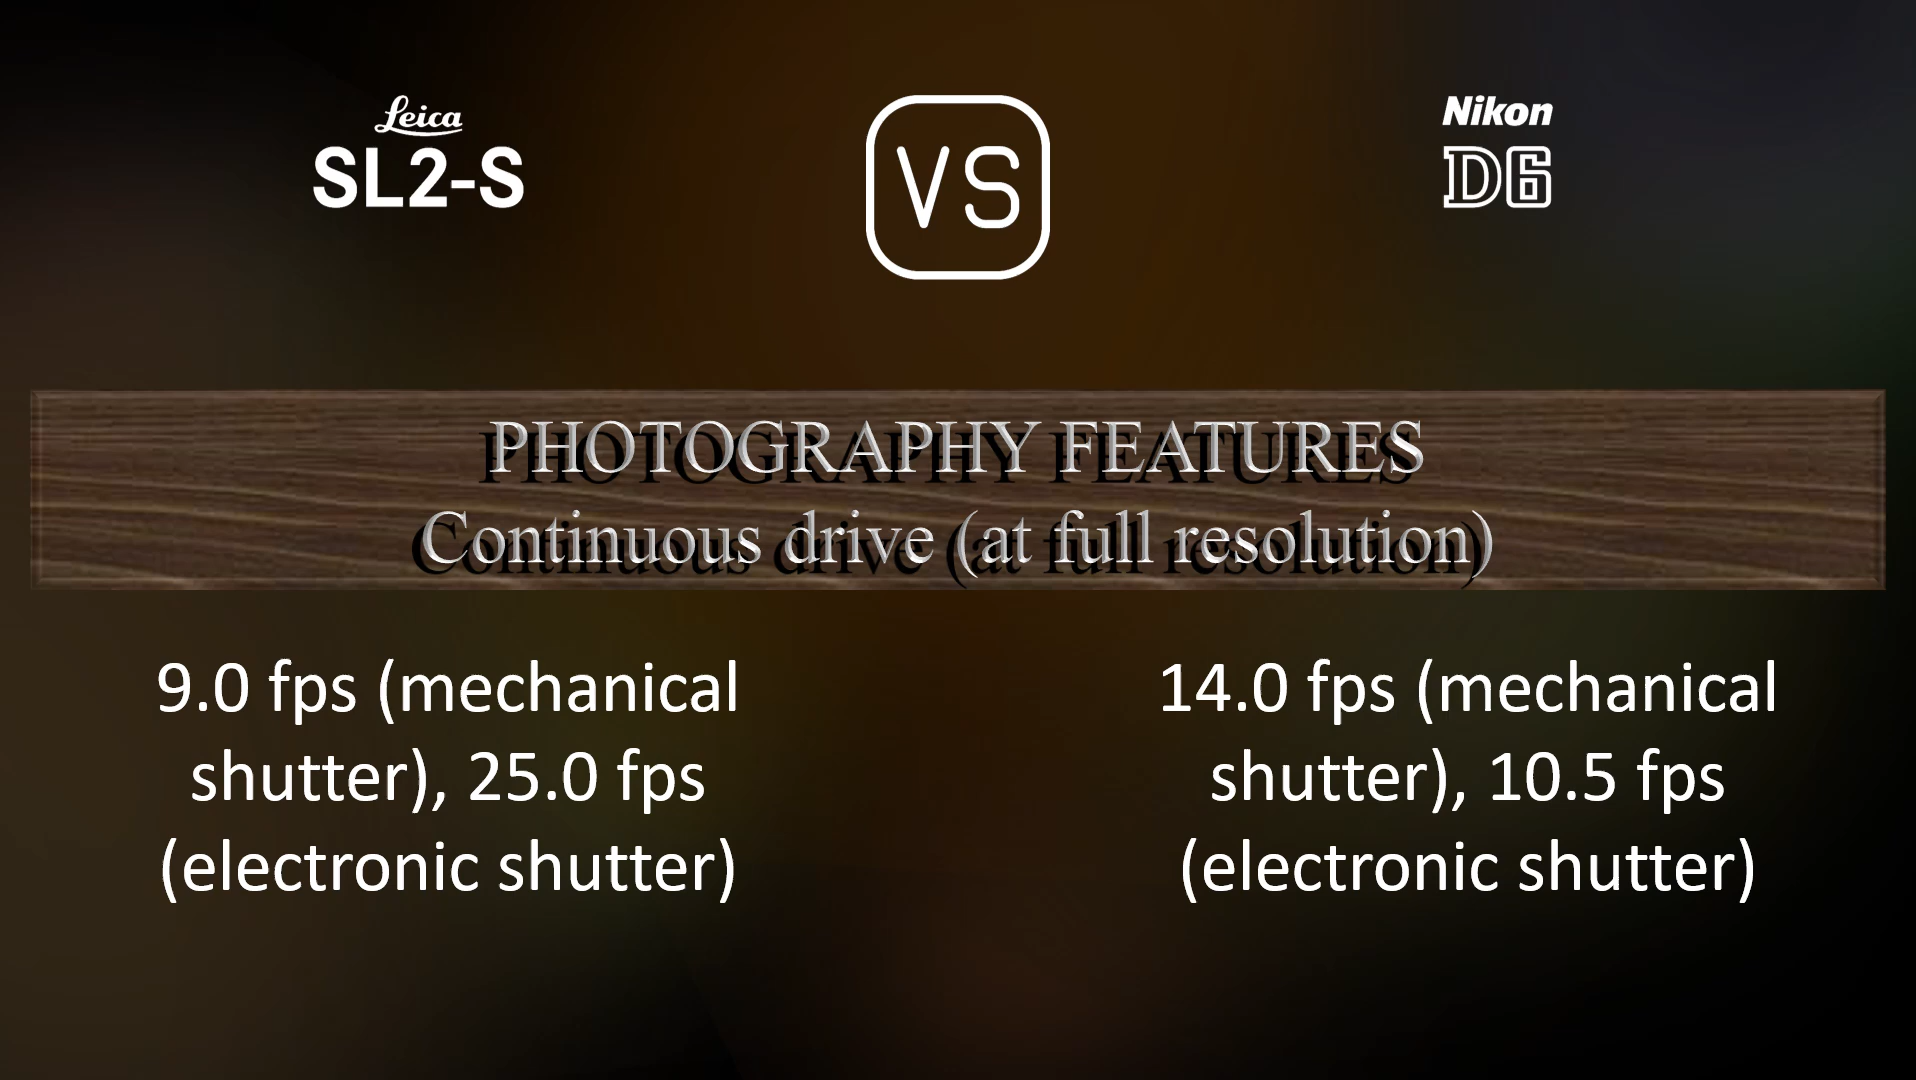 Leica
SL2-S
VS
Nikon
D6
PHOTOGRAPHY FEATURES
Continuous drive (at full resolution)
9.0 fps (mechanical
shutter), 25.0 fps
(electronic shutter)
14.0 fps (mechanical
shutter), 10.5 fps
(electronic shutter)